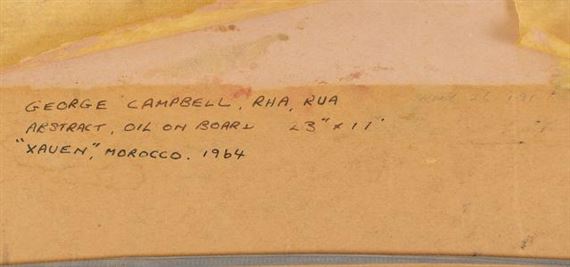 GEORGE CAMPBELL, RHA, RUA
ABSTRACT, OIL ON BOARD 23" x 11"
"XAUEN," MOROCCO. 1964